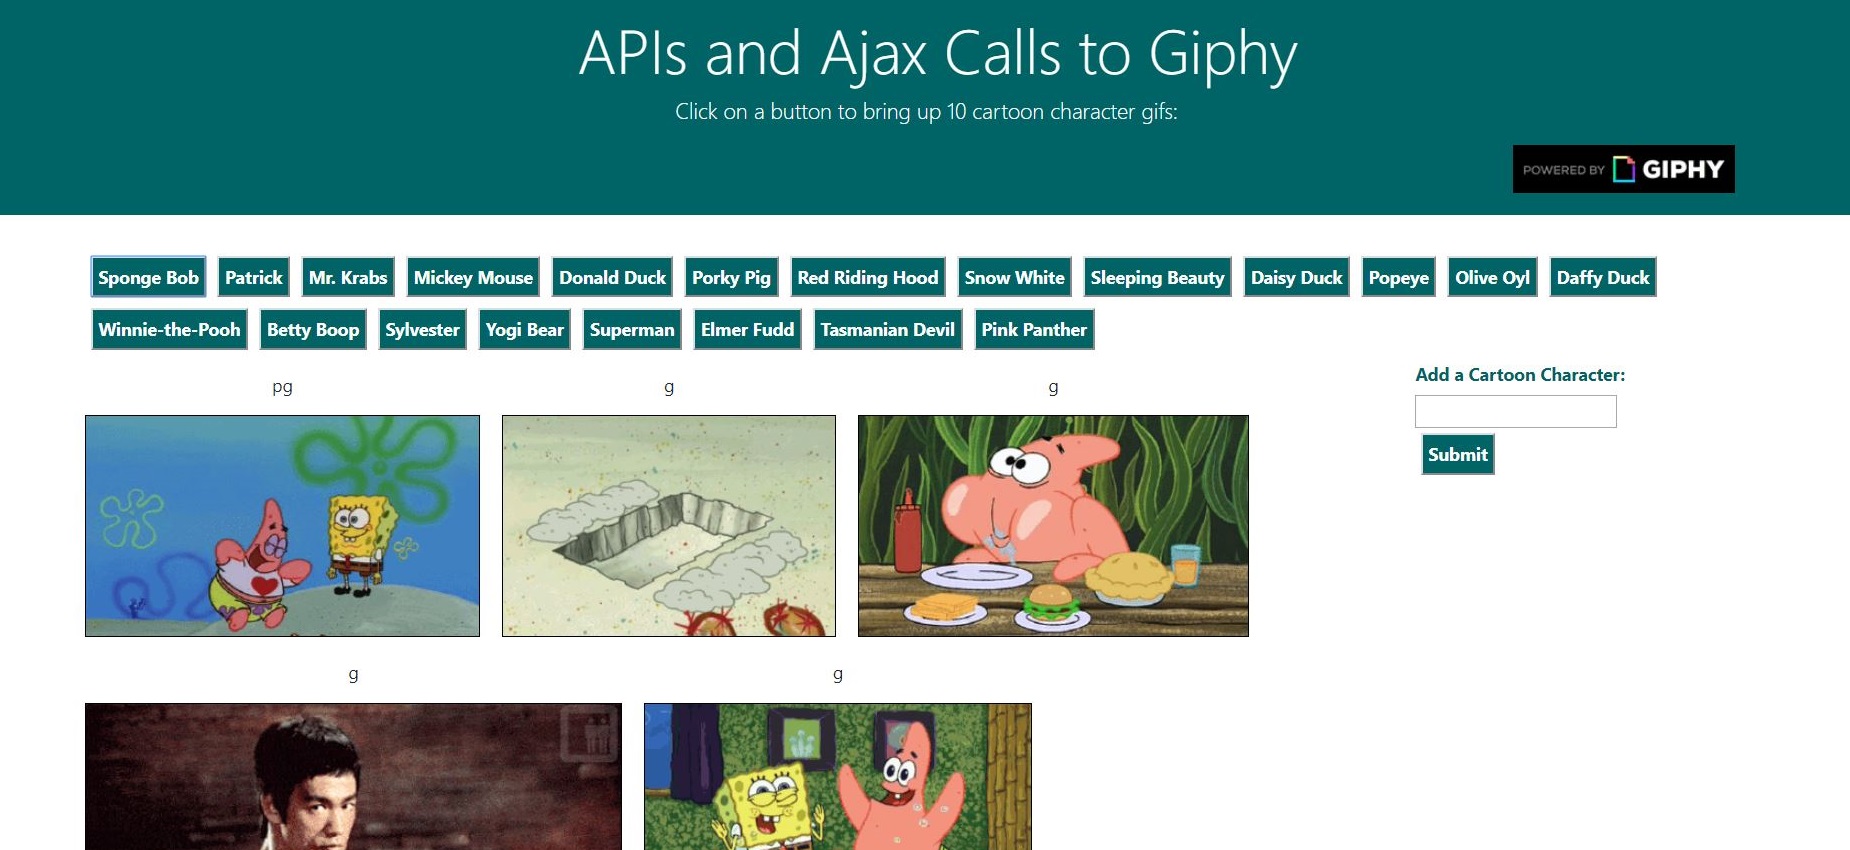 APIs and Ajax Calls to Giphy
Click on a button to bring up 10 cartoon character gifs:
POWERED BY GIPHY
Sponge Bob Patrick Mr. Krabs Mickey Mouse Donald Duck Porky Pig Red Riding Hood Snow White Sleeping Beauty Daisy Duck Popeye Olive Oyl Daffy Duck
Winnie-the-Pooh Betty Boop Sylvester Yogi Bear Superman Elmer Fudd Tasmanian Devil Pink Panther
Add a Cartoon Character:
Submit
pg g g
g g